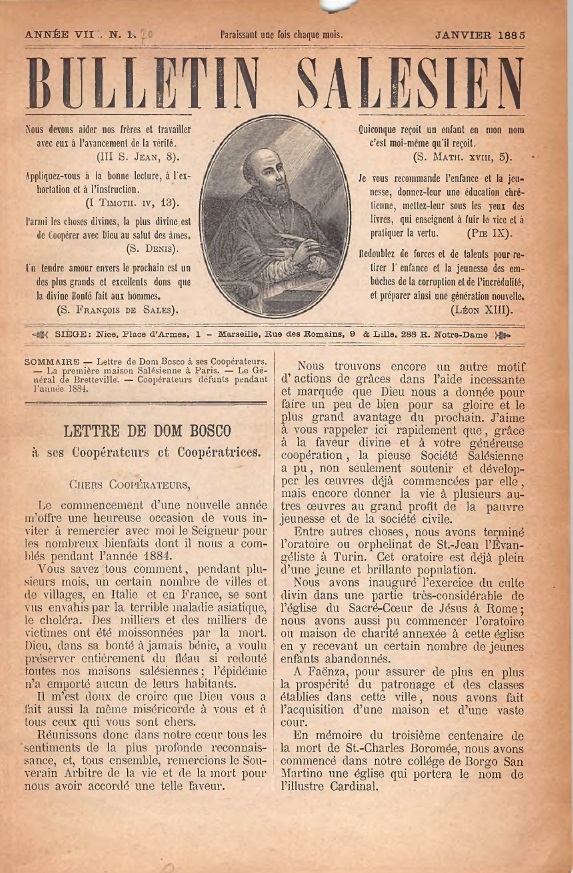 ANNÉE VII. N. 1.
Paraissant une fois chaque mois.
JANVIER 1885
BULLETIN SALESIEN
Nous devons aider nos frères et travailler
avec eux à l'avancement de la vérité.
(III S. JEAN, 8).
Appliquez-vous à la bonne lecture, à l'ex-
hortation et à l'instruction.
(I TIMOTH. IV, 13).
Parmi les choses divines, la plus divine est
de Coopérer avec Dieu au salut des âmes.
(S. DENIS).
Un tendre amour envers le prochain est un
des plus grands et excellents dons que
la divine Bonté fait aux hommes.
(S. FRANÇOIS DE SALES).
Quiconque reçoit un enfant en mon nom
c'est moi-même qu'il reçoit.
(S. MATH. XVIII, 5).
Je vous recommande l'enfance et la jeu-
nesse, donnez-leur une éducation chré-
tienne, mettez-leur sous les yeux des
livres, qui enseignent à fuir le vice et à
pratiquer la vertu. (PIE IX).
Redoublez de forces et de talents pour re-
tirer l'enfance et la jeunesse des em-
bûches de la corruption et de l'incrédulité,
et préparer ainsi une génération nouvelle.
(LÉON XIII).
SIÈGE: Nice, Place d'Armes, 1 – Marseille, Rue des Romains, 9 & Lille, 288 R. Notre-Dame
SOMMAIRE — Lettre de Dom Bosco à ses Coopérateurs.
— La première maison Salésienne à Paris. — Le Gé-
néral de Bretteville. — Coopérateurs défunts pendant
l'année 1884.
LETTRE DE DOM BOSCO
à ses Coopérateurs et Coopératrices.
CHERS COOPÉRATEURS,
Le commencement d'une nouvelle année
m'offre une heureuse occasion de vous in-
viter à remercier avec moi le Seigneur pour
les nombreux bienfaits dont il nous a com-
blés pendant l'année 1884.
Vous savez tous comment, pendant plu-
sieurs mois, un certain nombre de villes et
de villages, en Italie et en France, se sont
vus envahis par la terrible maladie asiatique,
le choléra. Des milliers et des milliers de
victimes ont été moissonnées par la mort.
Dieu, dans sa bonté à jamais bénie, a voulu
préserver entièrement du fléau si redouté
toutes nos maisons salésiennes; l'épidémie
n'a emporté aucun de leurs habitants.
Il m'est doux de croire que Dieu vous a
fait aussi la même miséricorde à vous et à
tous ceux qui vous sont chers.
Réunissons donc dans notre cœur tous les
sentiments de la plus profonde reconnais-
sance, et, tous ensemble, remercions le Sou-
verain Arbitre de la vie et de la mort pour
nous avoir accordé une telle faveur.
Nous trouvons encore un autre motif
d'actions de grâces dans l'aide incessante
et marquée que Dieu nous a donnée pour
faire un peu de bien pour sa gloire et le
plus grand avantage du prochain. J'aime
à vous rappeler ici rapidement que, grâce
à la faveur divine et à votre généreuse
coopération, la pieuse Société Salésienne
a pu, non seulement soutenir et dévelop-
per les œuvres déjà commencées par elle,
mais encore donner la vie à plusieurs au-
tres œuvres au grand profit de la pauvre
jeunesse et de la société civile.
Entre autres choses, nous avons terminé
l'oratoire ou orphelinat de St.-Jean l'Évan-
géliste à Turin. Cet oratoire est déjà plein
d'une jeune et brillante population.
Nous avons inauguré l'exercice du culte
divin dans une partie très-considérable de
l'église du Sacré-Cœur de Jésus à Rome;
nous avons aussi pu commencer l'oratoire
ou maison de charité annexée à cette église
en y recevant un certain nombre de jeunes
enfants abandonnés.
A Faënza, pour assurer de plus en plus
la prospérité du patronage et des classes
établies dans cette ville, nous avons fait
l'acquisition d'une maison et d'une vaste
cour.
En mémoire du troisième centenaire de
la mort de St.-Charles Boromée, nous avons
commencé dans notre collége de Borgo San
Martino une église qui portera le nom de
l'illustre Cardinal.